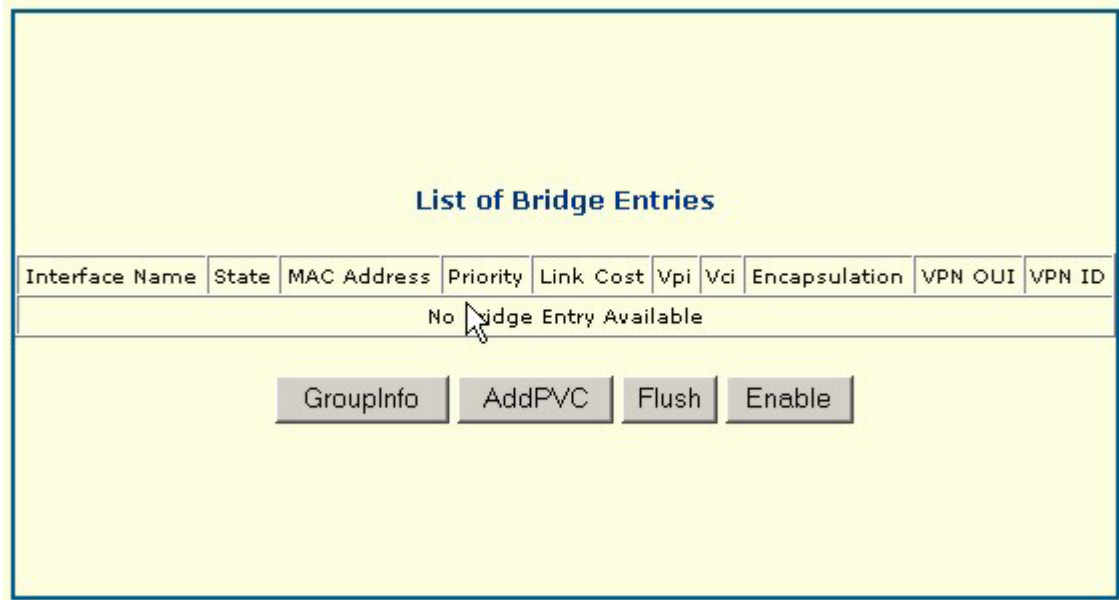 List of Bridge Entries
Interface Name State MAC Address Priority Link Cost Vpi Vci Encapsulation VPN OUI VPN ID
No Bridge Entry Available
GroupInfo AddPVC Flush Enable